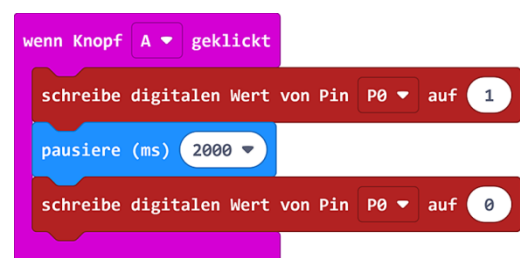 wenn Knopf A geklickt
schreibe digitalen Wert von Pin P0 auf 1
pausiere (ms) 2000
schreibe digitalen Wert von Pin P0 auf 0